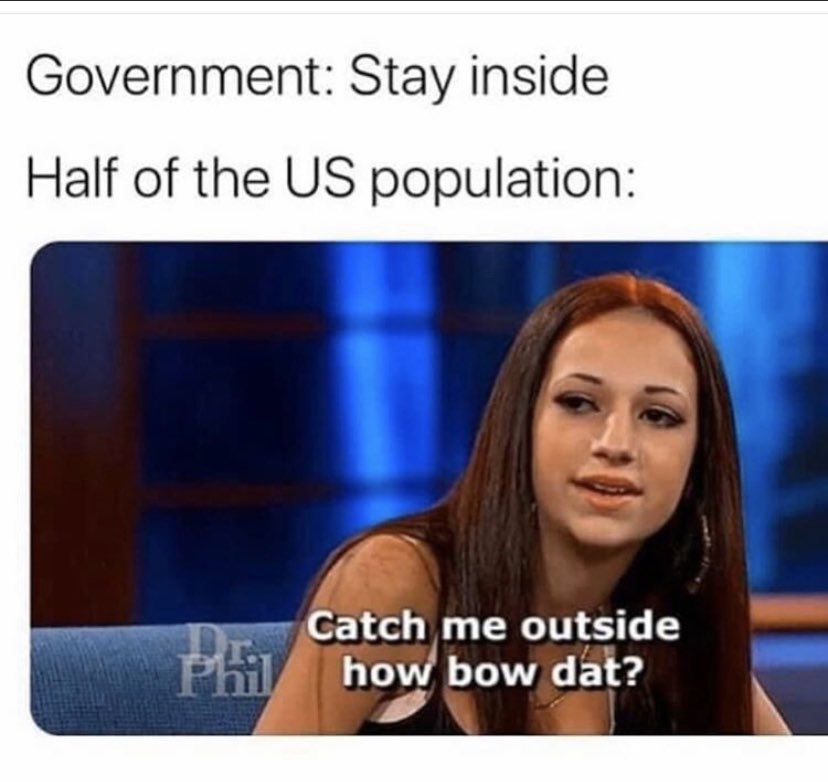 Government: Stay inside
Half of the US population:
Catch me outside
how bow dat?
Dr.
Phil